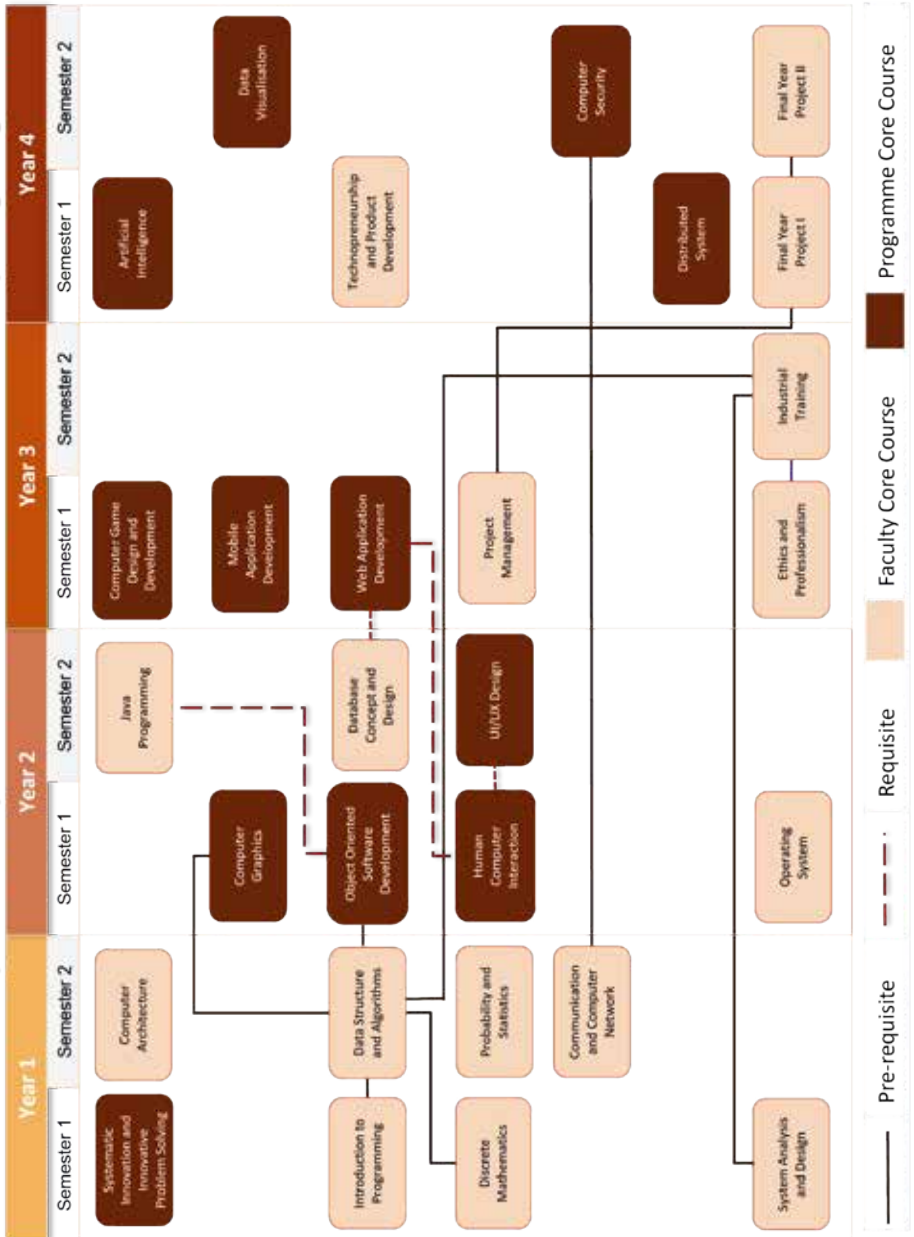 Year 1
Year 2
Year 3
Year 4
Semester 1
Semester 2
Semester 1
Semester 2
Semester 1
Semester 2
Semester 1
Semester 2
Systematic
Innovation and
Innovative
Problem Solving
Computer
Architecture
Java
Programming
Computer Game
Design and
Development
Artificial
Intelligence
Computer
Graphics
Mobile
Application
Development
Data
Visualisation
Introduction to
Programming
Data Structure
and Algorithms
Object Oriented
Software
Development
Database
Concept and
Design
Web Application
Development
Technopreneurship
and Product
Development
Discrete
Mathematics
Probability and
Statistics
Human
Computer
Interaction
UI/UX Design
Project
Management
Communication
and Computer
Network
Computer
Security
Distributed
System
System Analysis
and Design
Operating
System
Ethics and
Professionalism
Industrial
Training
Final Year
Project I
Final Year
Project II
Pre-requisite
Requisite
Faculty Core Course
Programme Core Course